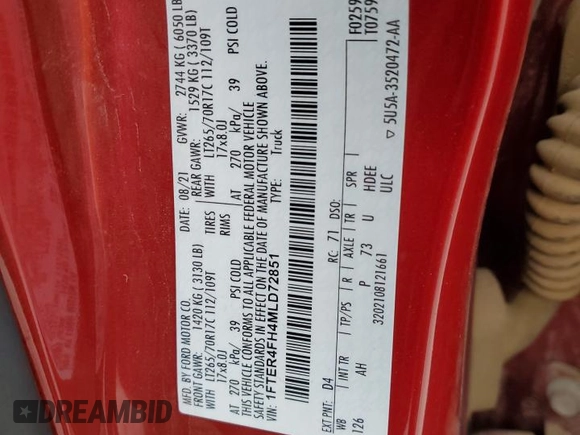 MFD. BY FORD MOTOR CO.
DATE: 08/21 GVWR: 2744 KG ( 6050 LB
FRONT GAWR: 1420 KG ( 3130 LB) REAR GAWR: 1529 KG ( 3370 LB)
WITH LT265/70R17C 112/109T TIRES WITH LT265/70R17C 112/109T
17x8.0J RIMS 17x8.0J
AT 270 kPa/ 39 PSI COLD AT 270 kPa/ 39 PSI COLD
THIS VEHICLE CONFORMS TO ALL APPLICABLE FEDERAL MOTOR VEHICLE
SAFETY STANDARDS IN EFFECT ON THE DATE OF MANUFACTURE SHOWN ABOVE.
VIN: 1FTER4FH4MLD72851 TYPE: Truck
F0259
T0759
EXT PNT: D4 RC: 71 DSO:
WB INT TR TP/PS R AXLE TR SPR
126 AH P 73 U HDEE
3202108121661 ULC
▽ 5U5A-3520472-AA
DREAMBID